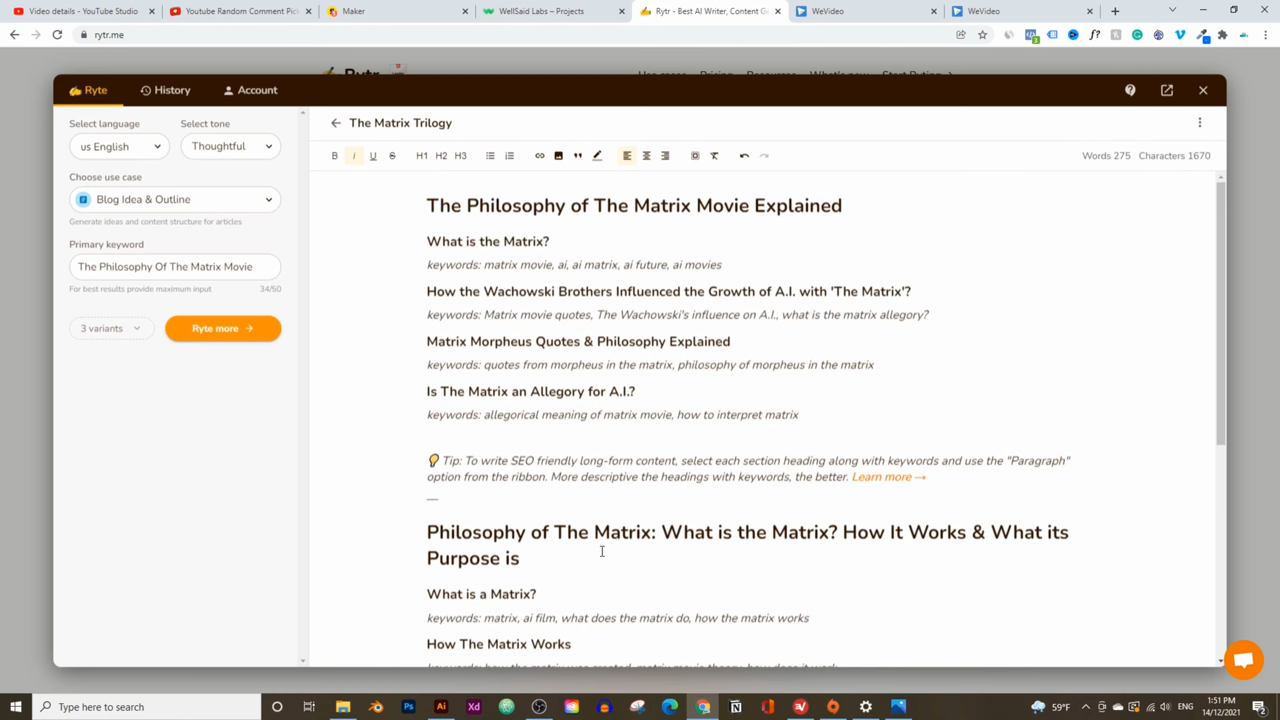 Video details - YouTube Studio
Youtube Random Comment Pic
Maker
WellSaid Labs – Projects
Rytr - Best AI Writer, Content Ge
WeVideo
WeVideo
rytr.me
Ryte
History
Account
Select language
Select tone
us English
Thoughtful
Choose use case
Blog Idea & Outline
Generate ideas and content structure for articles
Primary keyword
The Philosophy Of The Matrix Movie
For best results provide maximum input
34/50
3 variants
Ryte more →
The Matrix Trilogy
B I U S H1 H2 H3
Words 275 Characters 1670
The Philosophy of The Matrix Movie Explained
What is the Matrix?
keywords: matrix movie, ai, ai matrix, ai future, ai movies
How the Wachowski Brothers Influenced the Growth of A.I. with 'The Matrix'?
keywords: Matrix movie quotes, The Wachowski's influence on A.I., what is the matrix allegory?
Matrix Morpheus Quotes & Philosophy Explained
keywords: quotes from morpheus in the matrix, philosophy of morpheus in the matrix
Is The Matrix an Allegory for A.I.?
keywords: allegorical meaning of matrix movie, how to interpret matrix
Tip: To write SEO friendly long-form content, select each section heading along with keywords and use the "Paragraph"
option from the ribbon. More descriptive the headings with keywords, the better. Learn more →
—
Philosophy of The Matrix: What is the Matrix? How It Works & What its
Purpose is
What is a Matrix?
keywords: matrix, ai film, what does the matrix do, how the matrix works
How The Matrix Works
Type here to search
59°F
ENG
1:51 PM
14/12/2021